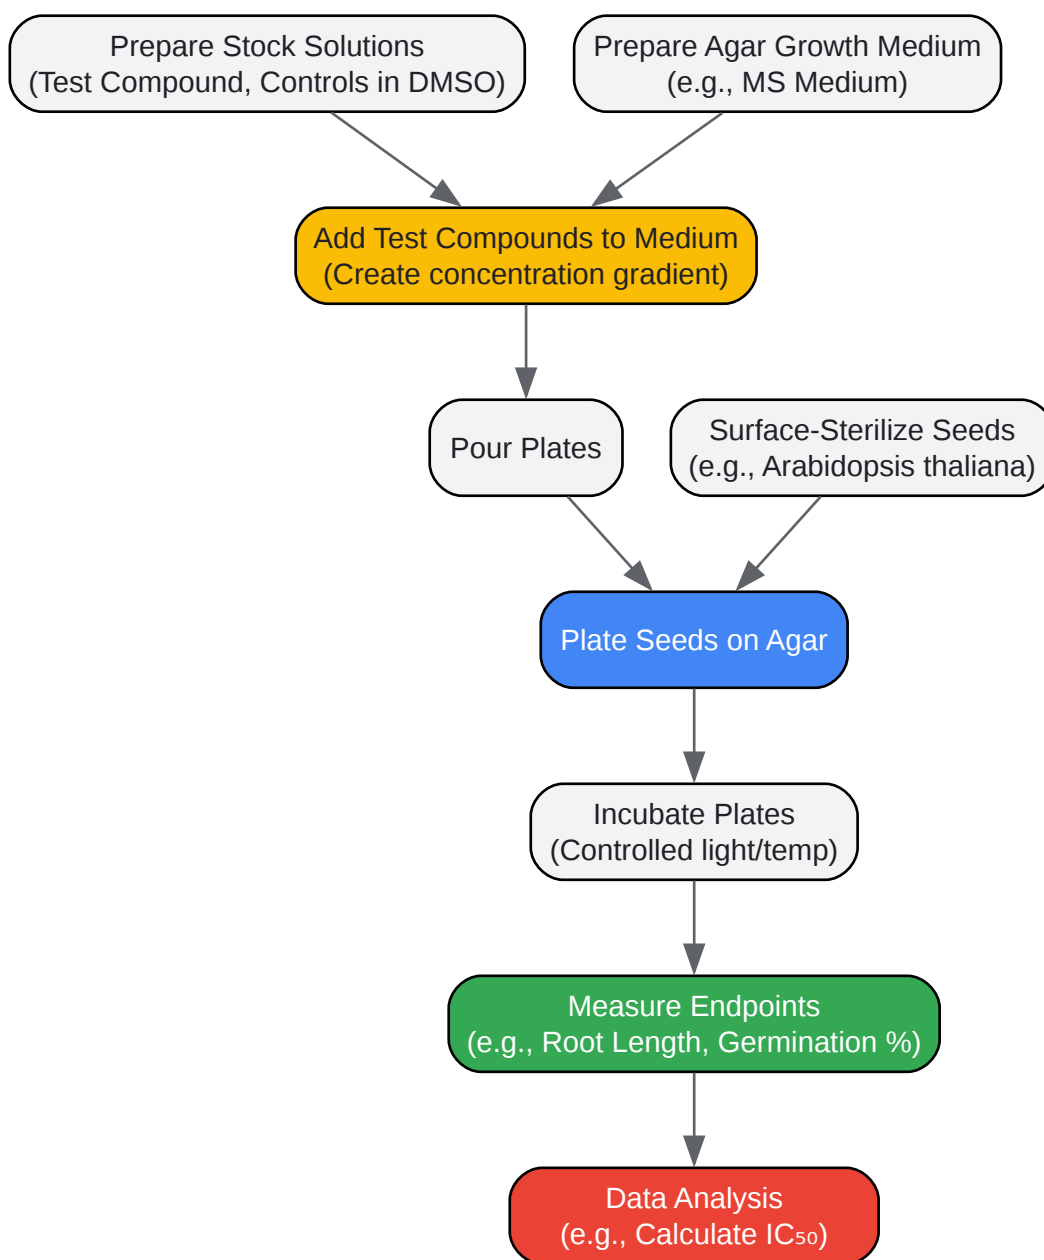 Prepare Stock Solutions
(Test Compound, Controls in DMSO)
Prepare Agar Growth Medium
(e.g., MS Medium)
Add Test Compounds to Medium
(Create concentration gradient)
Pour Plates
Surface-Sterilize Seeds
(e.g., Arabidopsis thaliana)
Plate Seeds on Agar
Incubate Plates
(Controlled light/temp)
Measure Endpoints
(e.g., Root Length, Germination %)
Data Analysis
(e.g., Calculate IC₅₀)